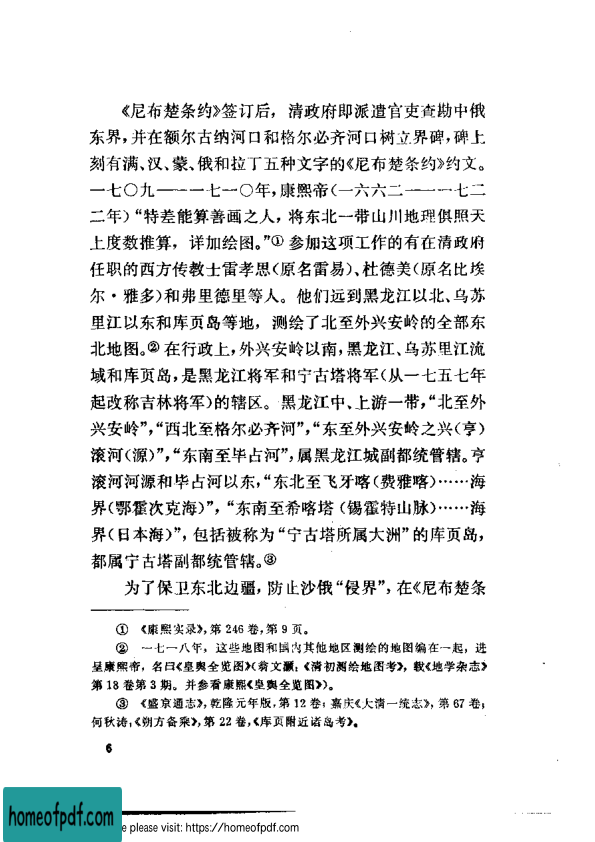 《尼布楚条约》签订后，清政府即派遣官吏查勘中俄
东界，并在额尔古纳河口和格尔必齐河口树立界碑，碑上
刻有满、汉、蒙、俄和拉丁五种文字的《尼布楚条约》约文。
一七〇九——一七一〇年，康熙帝（一六六二——一七二
二年）“特差能算善画之人，将东北一带山川地理俱照天
上度数推算，详加绘图。”①参加这项工作的有在清政府
任职的西方传教士雷孝思（原名雷易）、杜德美（原名比埃
尔·雅多）和弗里德里等人。他们远到黑龙江以北、乌苏
里江以东和库页岛等地，测绘了北至外兴安岭的全部东
北地图。②在行政上，外兴安岭以南，黑龙江、乌苏里江流
域和库页岛，是黑龙江将军和宁古塔将军（从一七五七年
起改称吉林将军）的辖区。黑龙江中、上游一带，“北至外
兴安岭”，“西北至格尔必齐河”，“东至外兴安岭之兴（亨）
滚河（源）”，“东南至毕占河”，属黑龙江城副都统管辖。亨
滚河河源和毕占河以东，“东北至飞牙喀（费雅喀）……海
界（鄂霍次克海）”，“东南至希喀塔（锡霍特山脉）……海
界（日本海）”，包括被称为“宁古塔所属大洲”的库页岛，
都属宁古塔副都统管辖。③
为了保卫东北边疆，防止沙俄“侵界”，在《尼布楚条
① 《康熙实录》，第246卷，第9页。
② 一七一八年，这些地图和国内其他地区测绘的地图编在一起，进
呈康熙帝，名曰《皇舆全览图》（翁文灏：《清初测绘地图考》，载《地学杂志》
第18卷第3期。并参看康熙《皇舆全览图》）。
③ 《盛京通志》，乾隆元年版，第12卷；嘉庆《大清一统志》，第67卷；
何秋涛：《朔方备乘》，第22卷，《库页附近诸岛考》。
6
homeofpdf.com
e please visit: https://homeofpdf.com